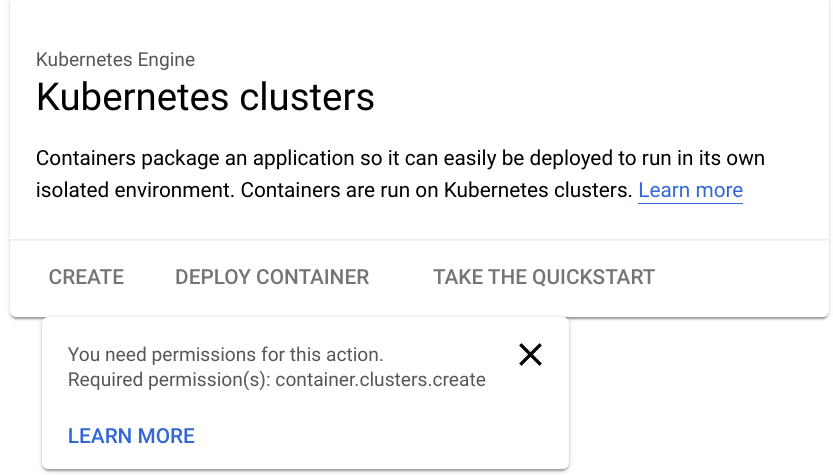 Kubernetes Engine
Kubernetes clusters
Containers package an application so it can easily be deployed to run in its own
isolated environment. Containers are run on Kubernetes clusters. Learn more
CREATE DEPLOY CONTAINER TAKE THE QUICKSTART
You need permissions for this action.
Required permission(s): container.clusters.create
LEARN MORE